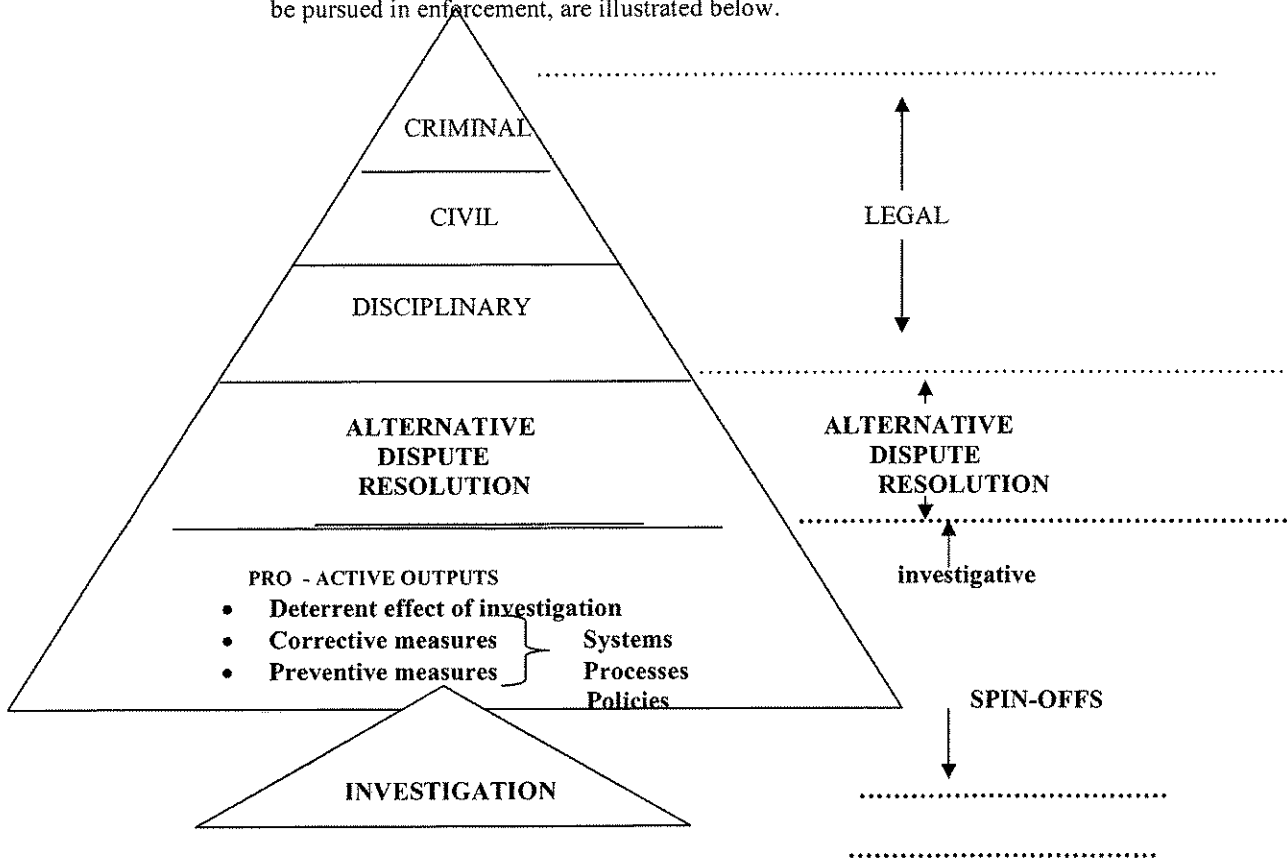 be pursued in enforcement, are illustrated below.
CRIMINAL
CIVIL
LEGAL
DISCIPLINARY
ALTERNATIVE
DISPUTE
RESOLUTION
ALTERNATIVE
DISPUTE
RESOLUTION
PRO - ACTIVE OUTPUTS
• Deterrent effect of investigation
• Corrective measures
• Preventive measures
Systems
Processes
Policies
investigative
SPIN-OFFS
INVESTIGATION